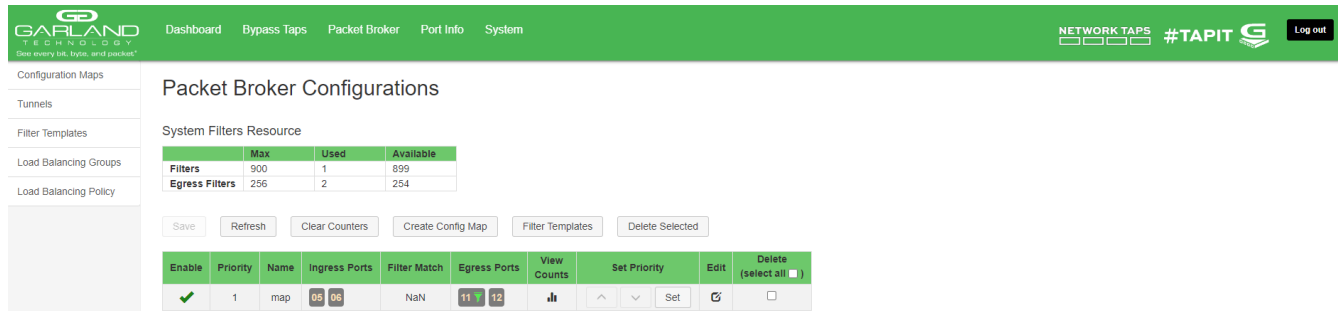 GARLAND
TECHNOLOGY
See every bit, byte, and packet®
Dashboard Bypass Taps Packet Broker Port Info System
NETWORK TAPS #TAPIT Log out
Configuration Maps
Tunnels
Filter Templates
Load Balancing Groups
Load Balancing Policy
Packet Broker Configurations
System Filters Resource
Max Used Available
Filters 900 1 899
Egress Filters 256 2 254
Save Refresh Clear Counters Create Config Map Filter Templates Delete Selected
Enable Priority Name Ingress Ports Filter Match Egress Ports View Counts Set Priority Edit Delete (select all )
1 map 05 06 NaN 11 12 Set